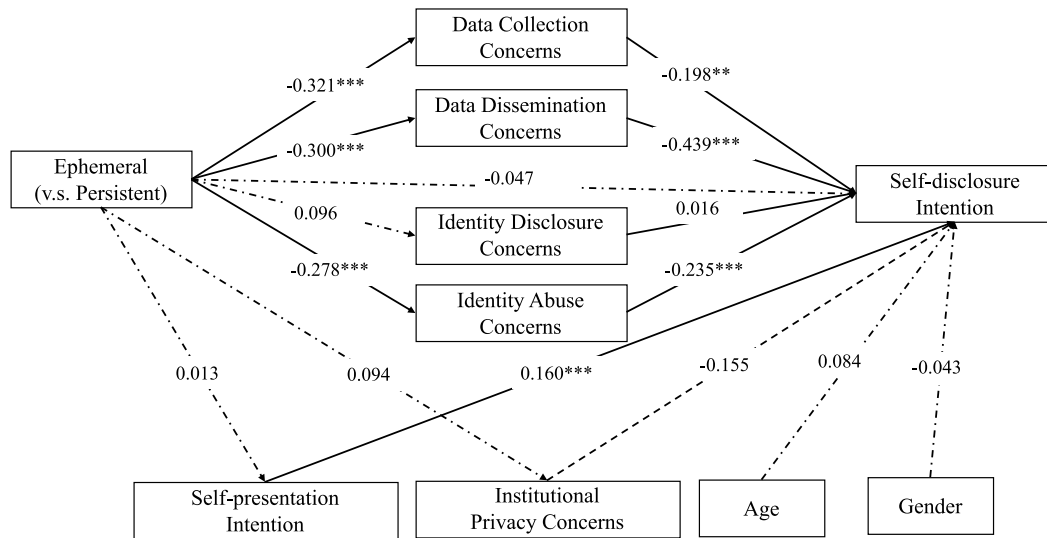 Data Collection
Concerns
-0.321***
-0.198**
Data Dissemination
Concerns
-0.300***
-0.439***
Ephemeral
(v.s. Persistent)
-0.047
Self-disclosure
Intention
0.096
Identity Disclosure
Concerns
0.016
-0.278***
-0.235***
Identity Abuse
Concerns
0.013
0.094
0.160***
-0.155
0.084
-0.043
Self-presentation
Intention
Institutional
Privacy Concerns
Age
Gender